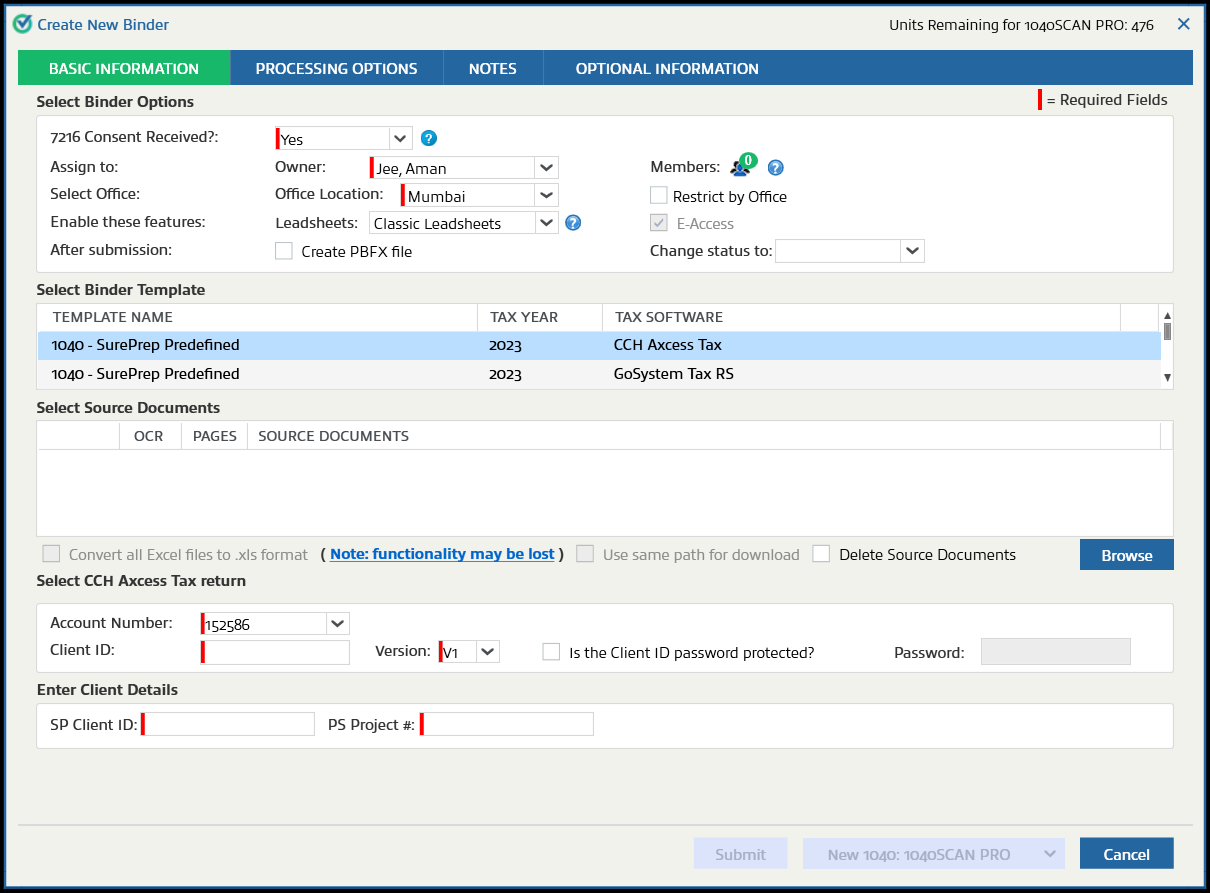 Create New Binder
Units Remaining for 1040SCAN PRO: 476
BASIC INFORMATION PROCESSING OPTIONS NOTES OPTIONAL INFORMATION
Select Binder Options
= Required Fields
7216 Consent Received?: Yes ?
Assign to: Owner: Jee, Aman Members: 0 ?
Select Office: Office Location: Mumbai Restrict by Office
Enable these features: Leadsheets: Classic Leadsheets ? E-Access
After submission: Create PBFX file Change status to:
Select Binder Template
TEMPLATE NAME TAX YEAR TAX SOFTWARE
1040 - SurePrep Predefined 2023 CCH Axcess Tax
1040 - SurePrep Predefined 2023 GoSystem Tax RS
Select Source Documents
OCR PAGES SOURCE DOCUMENTS
Convert all Excel files to .xls format ( Note: functionality may be lost ) Use same path for download Delete Source Documents Browse
Select CCH Axcess Tax return
Account Number: 152586
Client ID: Version: V1 Is the Client ID password protected? Password:
Enter Client Details
SP Client ID: PS Project #:
Submit New 1040: 1040SCAN PRO Cancel